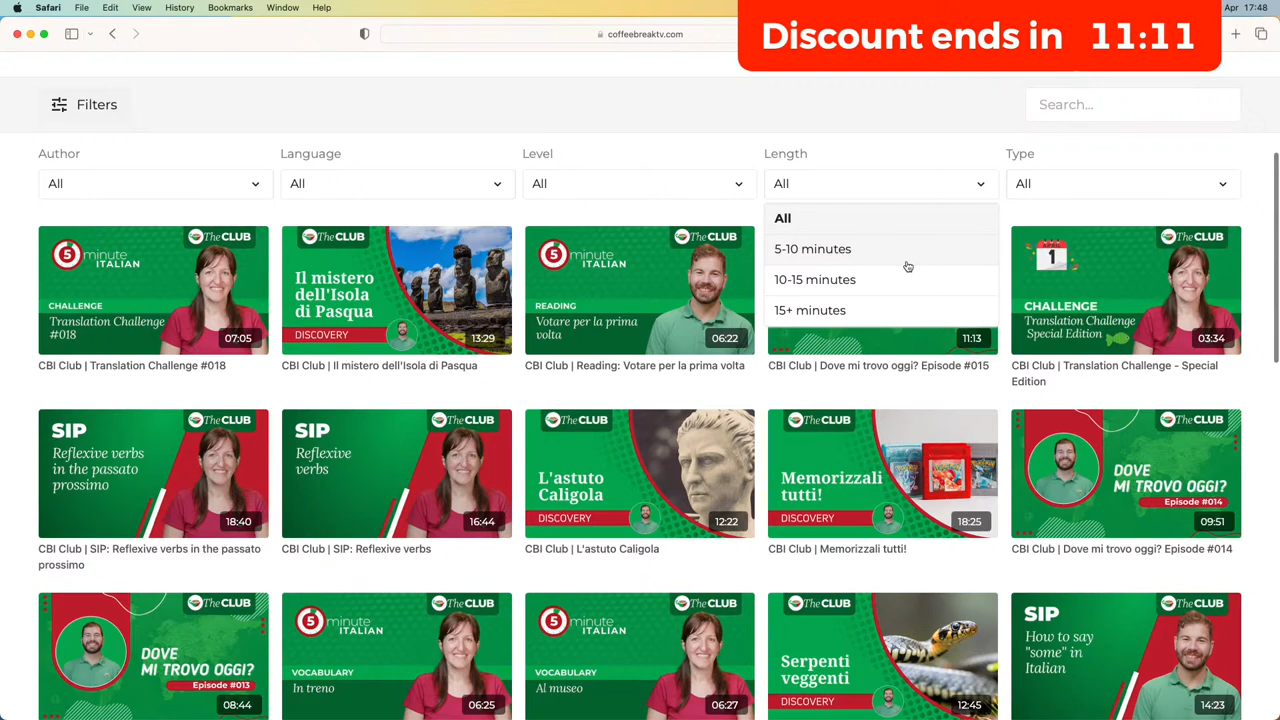 Safari File Edit View History Bookmarks Window Help
Apr 17:48
Discount ends in 11:11
coffeebreaktv.com
Filters
Search...
Author
Language
Level
Length
Type
All
All
All
All
All
All
5-10 minutes
10-15 minutes
15+ minutes
The CLUB
5 minute
ITALIAN
CHALLENGE
Translation Challenge
#018
07:05
CBI Club | Translation Challenge #018
The CLUB
Il mistero
dell'Isola
di Pasqua
DISCOVERY
13:29
CBI Club | Il mistero dell'Isola di Pasqua
The CLUB
5 minute
ITALIAN
READING
Votare per la prima
volta
06:22
CBI Club | Reading: Votare per la prima volta
11:13
CBI Club | Dove mi trovo oggi? Episode #015
The CLUB
APRIL
1
CHALLENGE
Translation Challenge
Special Edition
03:34
CBI Club | Translation Challenge - Special
Edition
The CLUB
SIP
Reflexive verbs
in the passato
prossimo
18:40
CBI Club | SIP: Reflexive verbs in the passato
prossimo
The CLUB
SIP
Reflexive
verbs
16:44
CBI Club | SIP: Reflexive verbs
The CLUB
L'astuto
Caligola
DISCOVERY
12:22
CBI Club | L'astuto Caligola
The CLUB
Memorizzali
tutti!
DISCOVERY
18:25
CBI Club | Memorizzali tutti!
The CLUB
DOVE
MI TROVO OGGI?
Episode #014
09:51
CBI Club | Dove mi trovo oggi? Episode #014
The CLUB
DOVE
MI TROVO OGGI?
Episode #013
08:44
The CLUB
5 minute
ITALIAN
VOCABULARY
In treno
06:25
The CLUB
5 minute
ITALIAN
VOCABULARY
Al museo
06:27
The CLUB
Serpenti
veggenti
DISCOVERY
12:45
The CLUB
SIP
How to say
"some" in
Italian
14:23